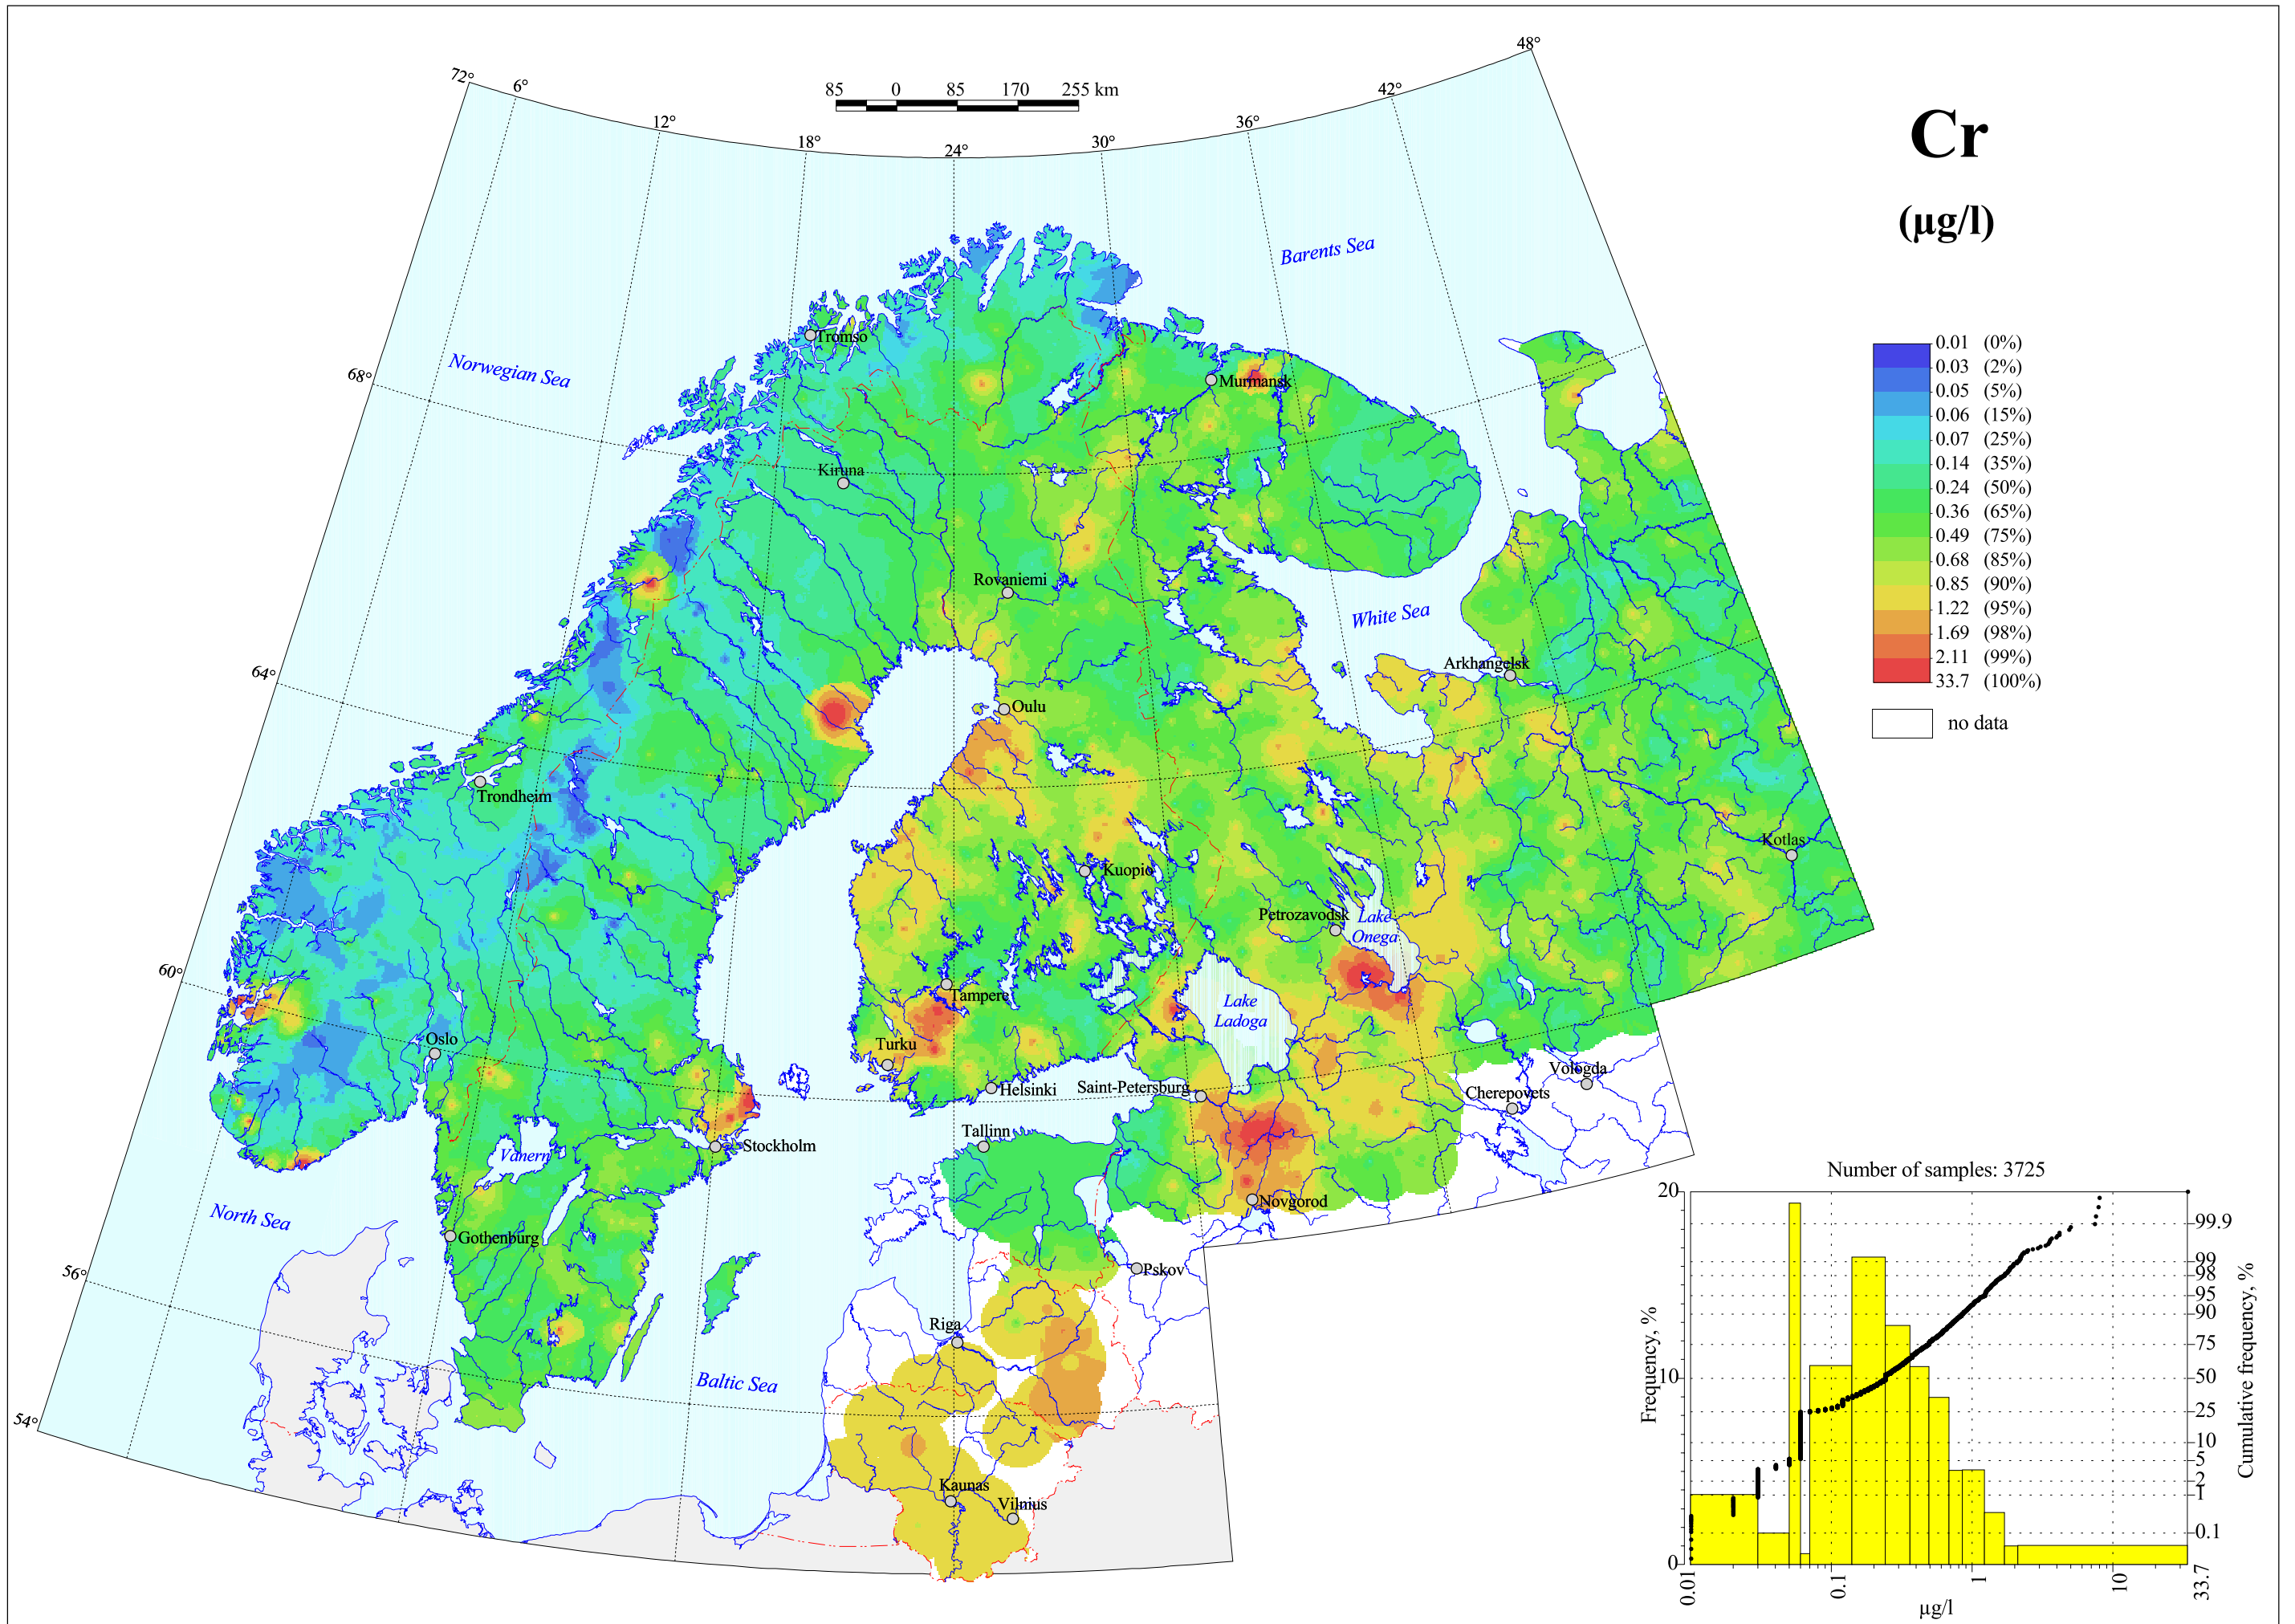 Cr
(µg/l)
72°
6°
12°
18°
24°
30°
36°
42°
48°
85 0 85 170 255 km
Barents Sea
Norwegian Sea
68°
Tromso
Murmansk
Kiruna
Rovaniemi
White Sea
Arkhangelsk
64°
Oulu
Trondheim
Kotlas
Kuopio
Petrozavodsk
Lake
Onega
60°
Tampere
Lake
Ladoga
Oslo
Turku
Helsinki
Saint-Petersburg
Vologda
Cherepovets
Tallinn
Stockholm
Vanern
Novgorod
North Sea
Gothenburg
Pskov
56°
Riga
Baltic Sea
54°
Kaunas
Vilnius
0.01 (0%)
0.03 (2%)
0.05 (5%)
0.06 (15%)
0.07 (25%)
0.14 (35%)
0.24 (50%)
0.36 (65%)
0.49 (75%)
0.68 (85%)
0.85 (90%)
1.22 (95%)
1.69 (98%)
2.11 (99%)
33.7 (100%)
no data
Number of samples: 3725
20
10
0
Frequency, %
99.9
99
98
95
90
75
50
25
10
5
2
1
0.1
Cumulative frequency, %
0.01
0.1
1
10
33.7
µg/l